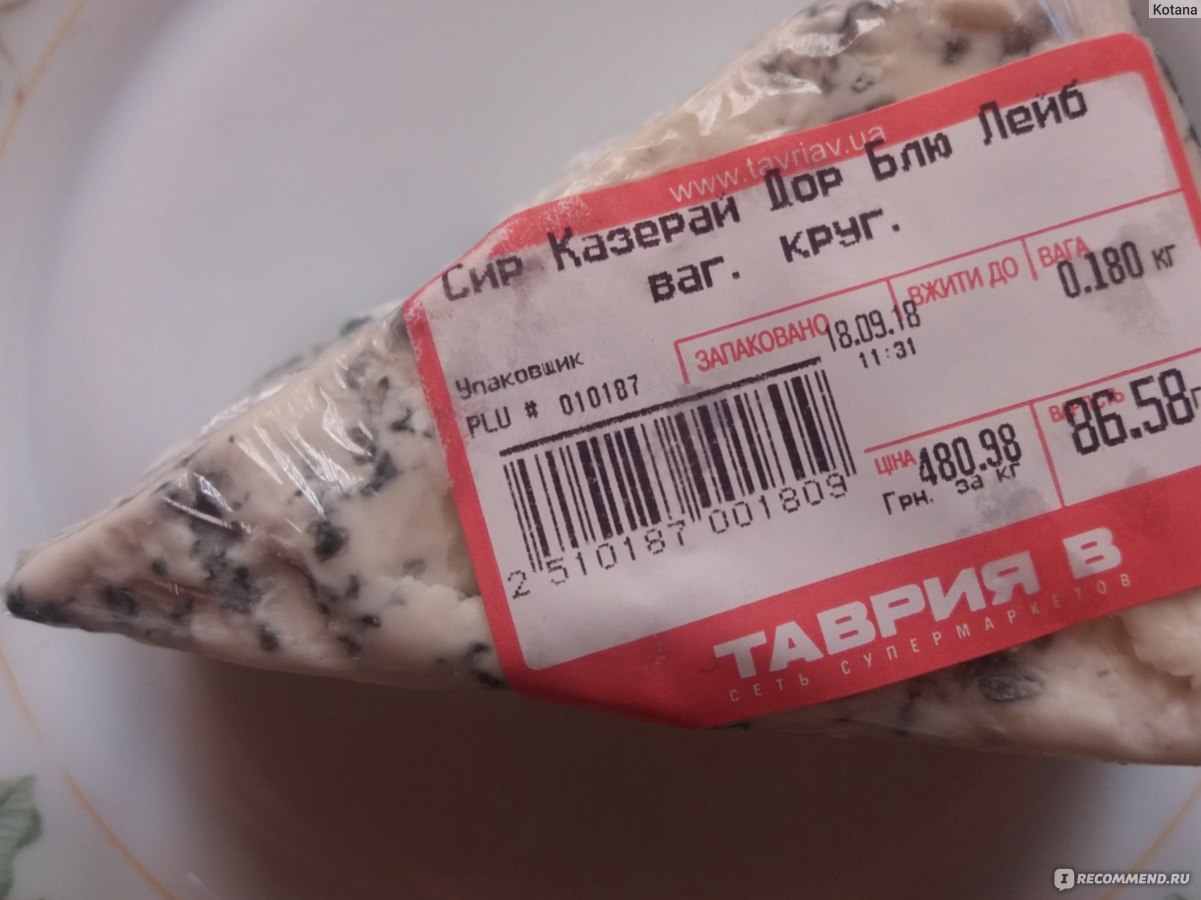 Kotana
www.tavriav.ua
Сир Казерай Дор Блю Лейб
ваг. круг.
Упаковщик
PLU # 010187
ЗАПАКОВАНО 18.09.18
11:31
ВЖИТИ ДО
ВАГА
0.180 кг
2 510187 001809
ЦІНА 480.98
Грн. за кг
ВАРТІСТЬ
86.58
ТАВРИЯ В
СЕТЬ СУПЕРМАРКЕТОВ
IRECOMMEND.RU